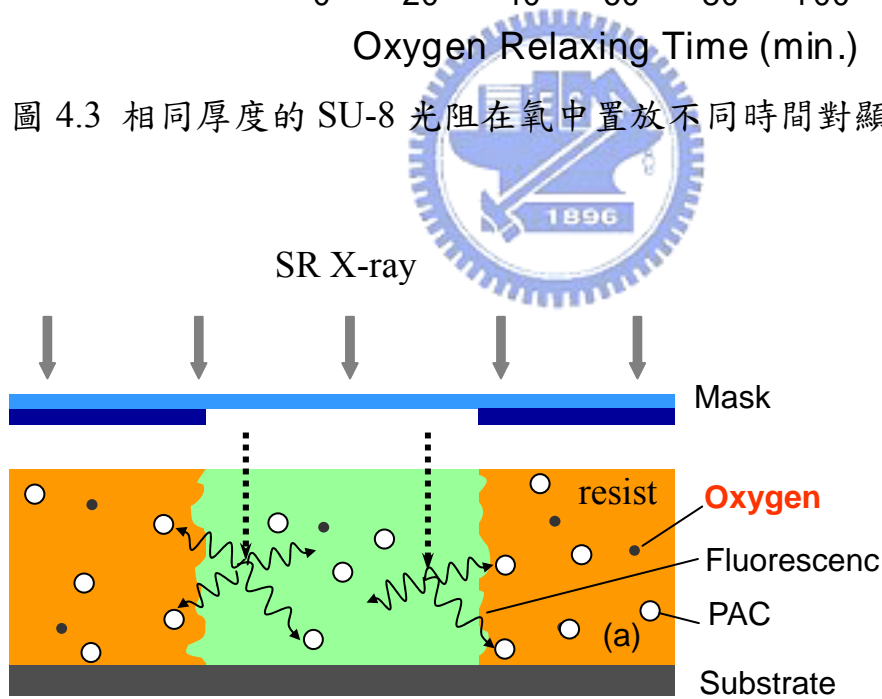 Oxygen Relaxing Time (min.)
圖 4.3 相同厚度的 SU-8 光阻在氧中置放不同時間對顯
1896
SR X-ray
Mask
resist
Oxygen
Fluorescenc
PAC
(a)
Substrate